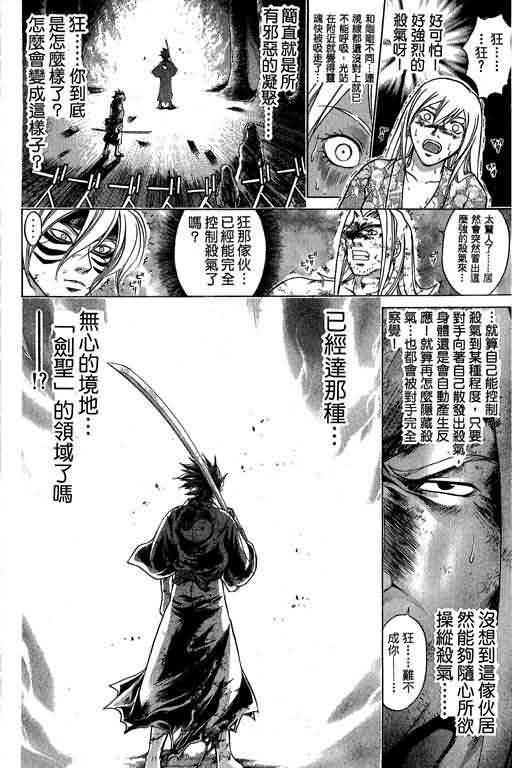 狂…
狂？
好可怕ー
好強烈的
殺氣呀ー
和剛剛不同…連
視線都還沒對上就已
不能呼吸，光站
在附近就覺得靈
魂快被吸走了…
簡直就是所
有邪惡的凝聚……
狂……你到底
是怎麼樣了？
怎麼會變成這樣子？
太驚人了……居
然會突然冒出這
麼強的殺氣來…
狂那傢伙…
已經能完全
控制殺氣了
嗎？
……
…就算自己能控制
殺氣到某種程度，只要
對手向著自己散發出殺氣，
身體還是會自動產生反
應ー就算再怎麼隱藏殺
氣…也都會被對手完全
察覺ー
沒想到這傢伙居
然能夠隨心所欲
操縱殺氣……
狂……難不
成你——
已經達那種…
無心的境地…
「劍聖」的領域了嗎
——!?